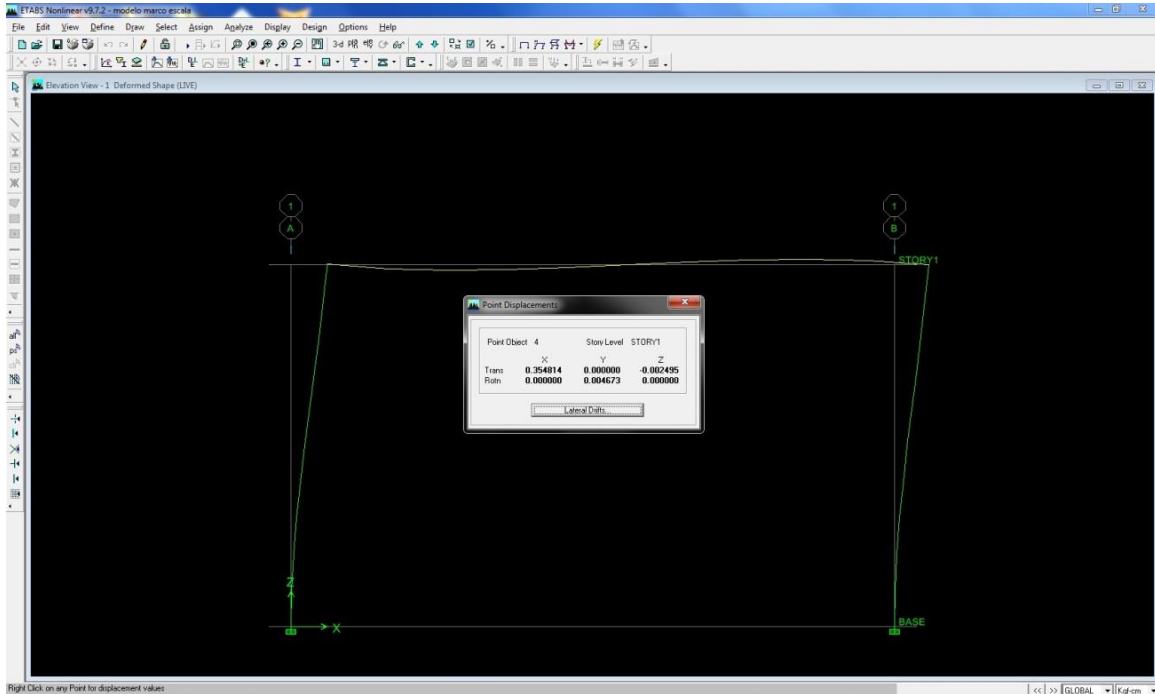 ETABS Nonlinear v9.7.2 - modelo marco escala
File Edit View Define Draw Select Assign Analyze Display Design Options Help
3-d
Elevation View - 1 Deformed Shape (LIVE)
all
ps
1
A
1
B
STORY1
Point Displacements
Point Object 4 Story Level STORY1
X Y Z
Trans 0.354814 0.000000 -0.002495
Rotn 0.000000 0.004673 0.000000
Lateral Drifts...
Z
X
BASE
Right Click on any Point for displacement values
<< >> GLOBAL Kgf-cm